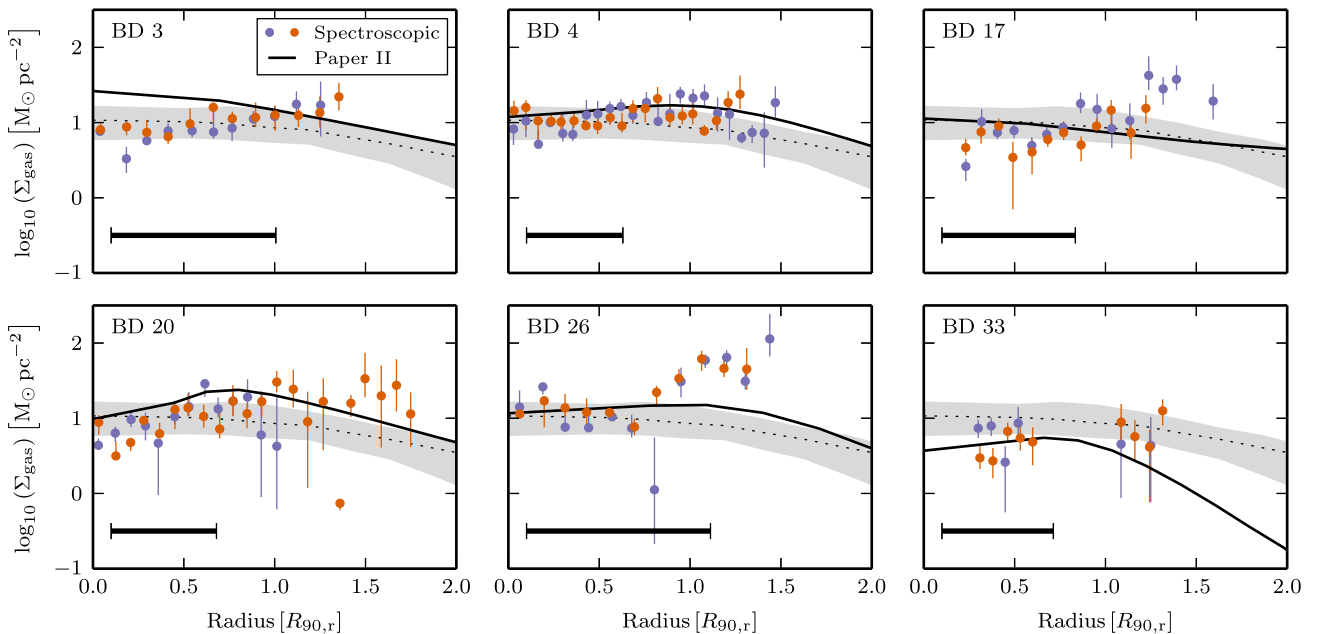 BD 3
Spectroscopic
Paper II
BD 4
BD 17
log₁₀ (Σgas) [M⊙ pc⁻²]
2
1
0
−1
BD 20
BD 26
BD 33
log₁₀ (Σgas) [M⊙ pc⁻²]
2
1
0
−1
0.0 0.5 1.0 1.5 2.0
0.0 0.5 1.0 1.5 2.0
0.0 0.5 1.0 1.5 2.0
Radius [R₉₀,ᵣ]
Radius [R₉₀,ᵣ]
Radius [R₉₀,ᵣ]